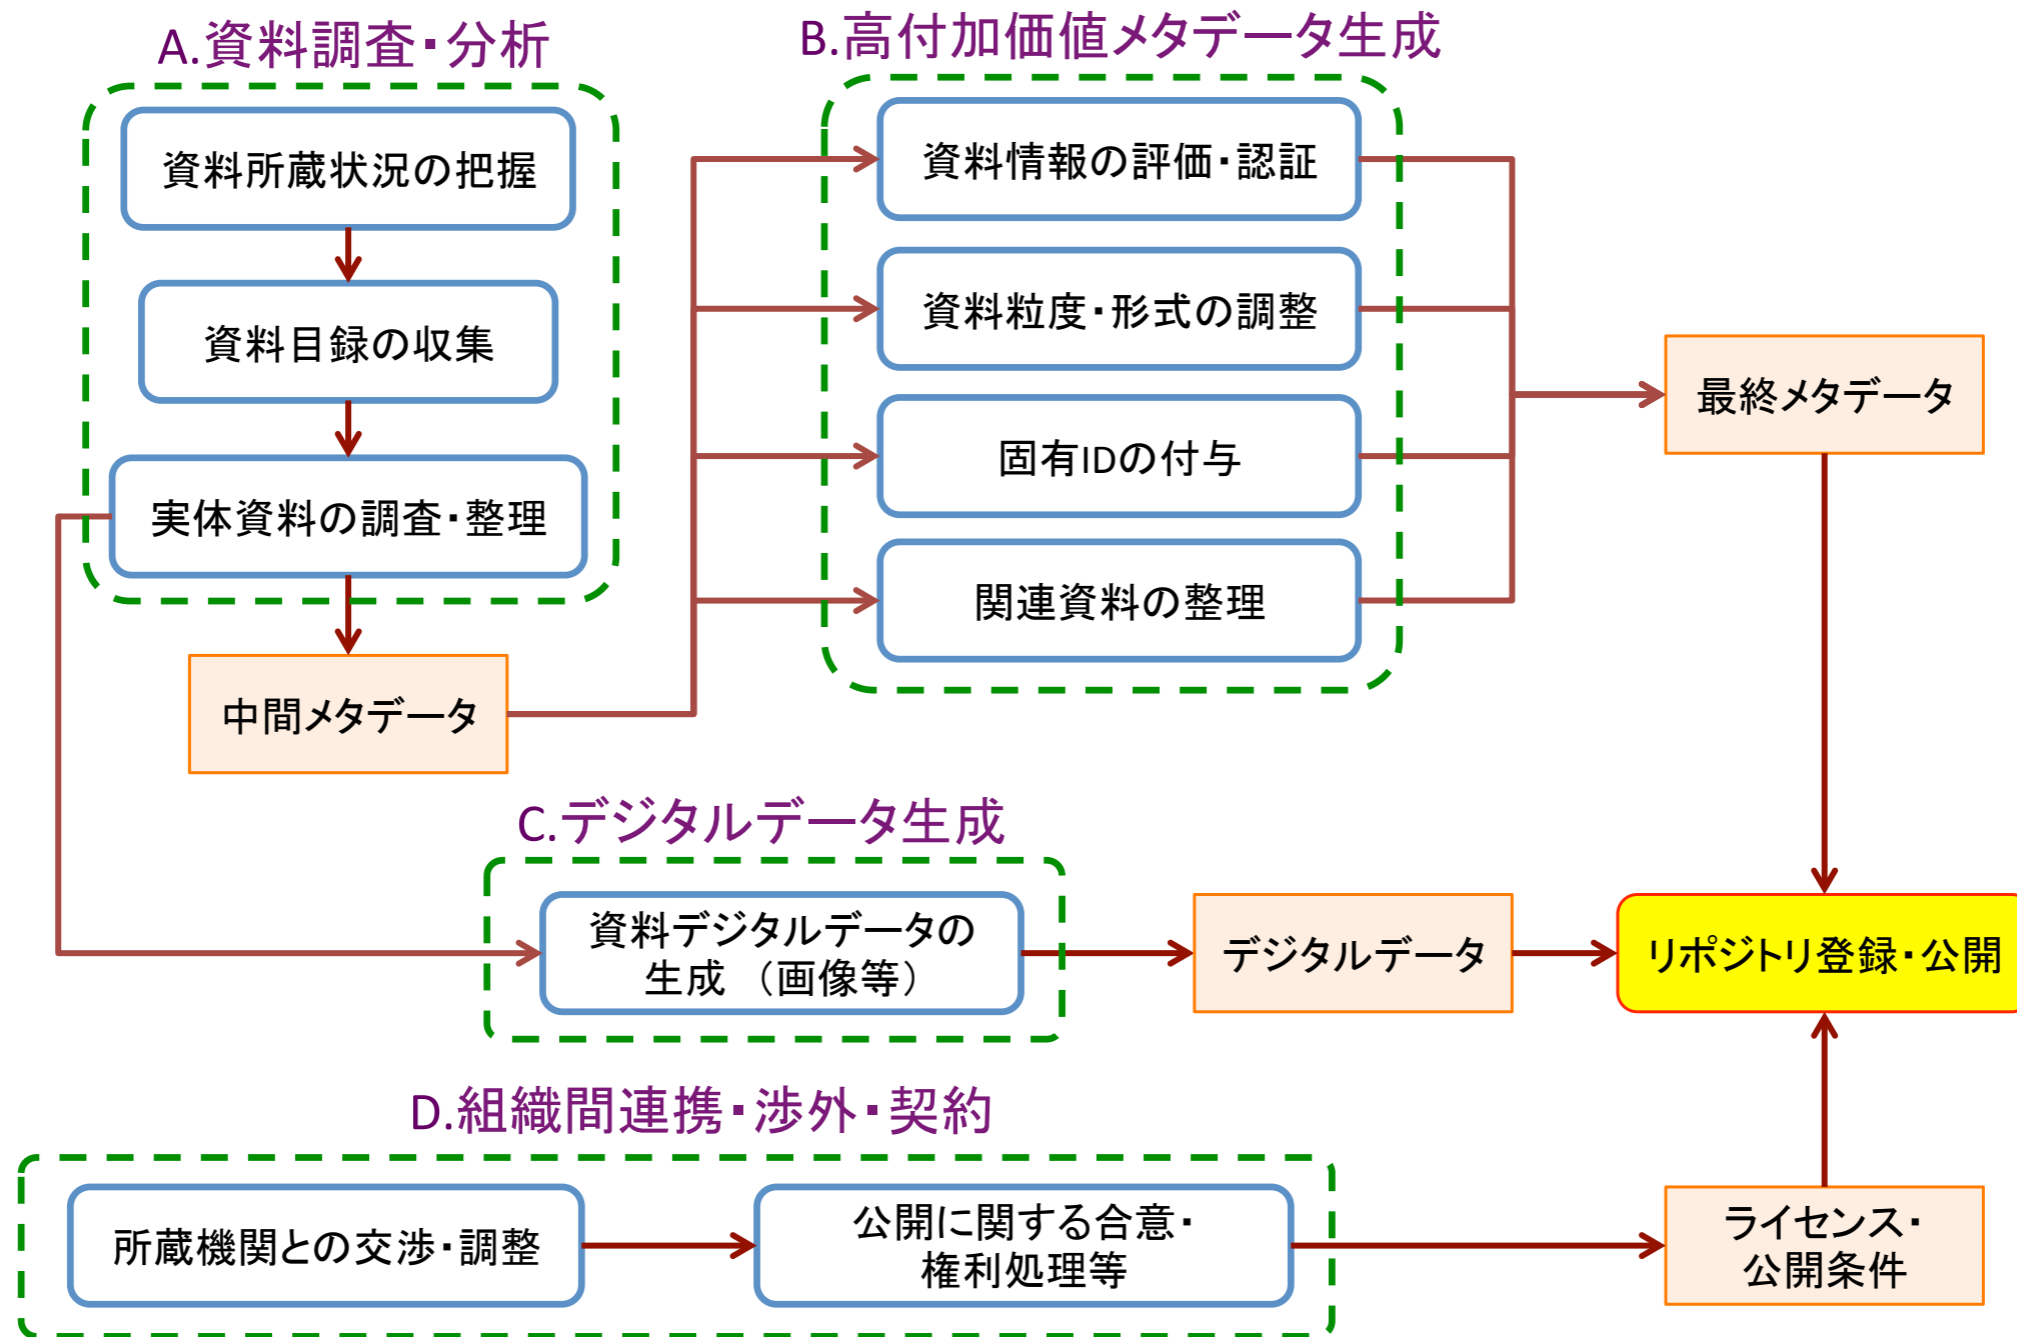 A.資料調査・分析
資料所蔵状況の把握
資料目録の収集
実体資料の調査・整理
中間メタデータ
B.高付加価値メタデータ生成
資料情報の評価・認証
資料粒度・形式の調整
固有IDの付与
関連資料の整理
最終メタデータ
C.デジタルデータ生成
資料デジタルデータの
生成 （画像等）
デジタルデータ
リポジトリ登録・公開
D.組織間連携・渉外・契約
所蔵機関との交渉・調整
公開に関する合意・
権利処理等
ライセンス・
公開条件